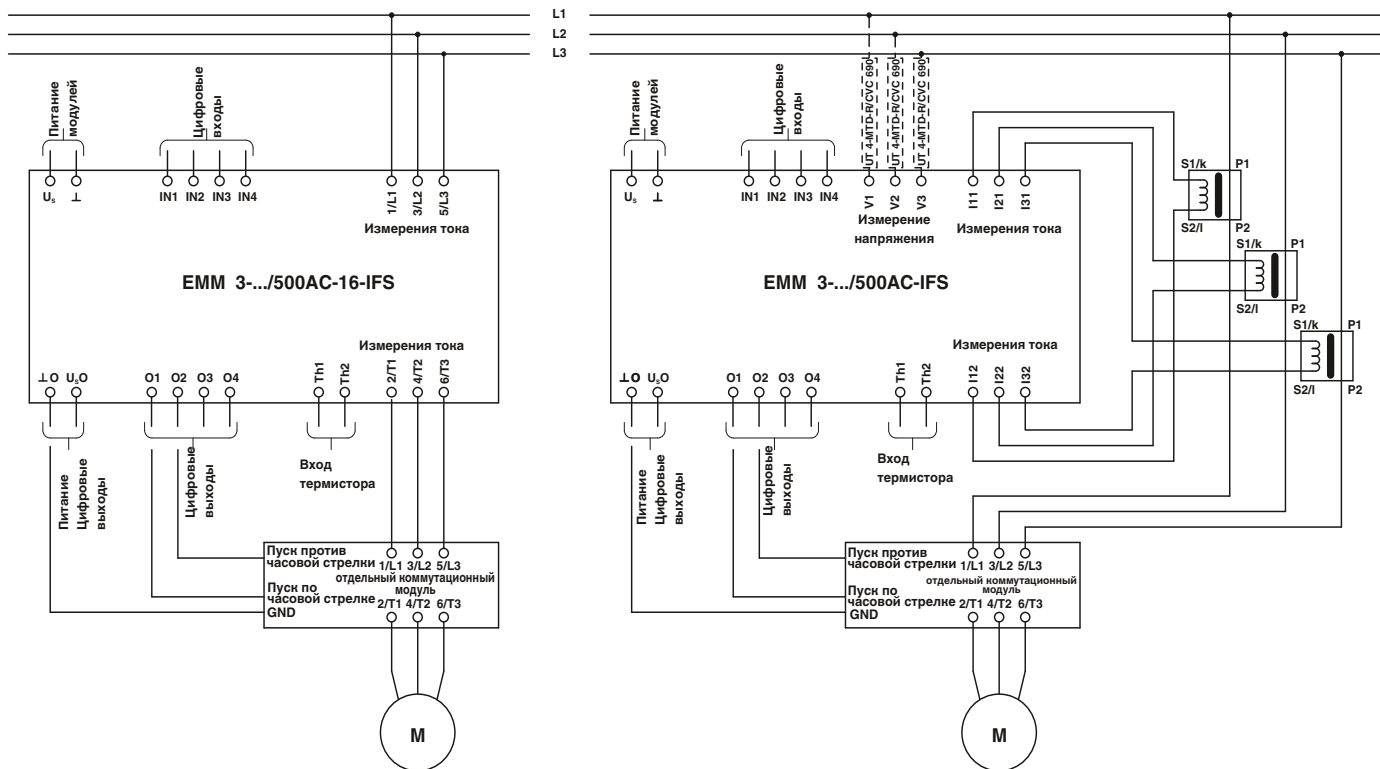 L1
L2
L3
Питание
модулей
Цифровые
входы
Us
⊥
IN1
IN2
IN3
IN4
1/L1
3/L2
5/L3
Измерения тока
EMM 3-.../500AC-16-IFS
Измерения тока
⊥O
UsO
O1
O2
O3
O4
Th1
Th2
2/T1
4/T2
6/T3
Питание
Цифровые
выходы
Цифровые
выходы
Вход
термистора
Пуск против
часовой стрелки
1/L1 3/L2 5/L3
отдельный коммутационный
модуль
Пуск по
часовой стрелке
2/T1 4/T2 6/T3
GND
M
Питание
модулей
Цифровые
входы
UT 4-MTD-R/CVC 690
UT 4-MTD-R/CVC 690
UT 4-MTD-R/CVC 690
Us
⊥
IN1
IN2
IN3
IN4
V1
V2
V3
Измерение
напряжения
I11
I21
I31
Измерения тока
EMM 3-.../500AC-IFS
Измерения тока
⊥O
UsO
O1
O2
O3
O4
Th1
Th2
I12
I22
I32
S1/k
P1
S2/l
P2
S1/k
P1
S2/l
P2
S1/k
P1
S2/l
P2
Питание
Цифровые
выходы
Цифровые
выходы
Вход
термистора
Пуск против
часовой стрелки
1/L1 3/L2 5/L3
отдельный коммутационный
модуль
Пуск по
часовой стрелке
2/T1 4/T2 6/T3
GND
M